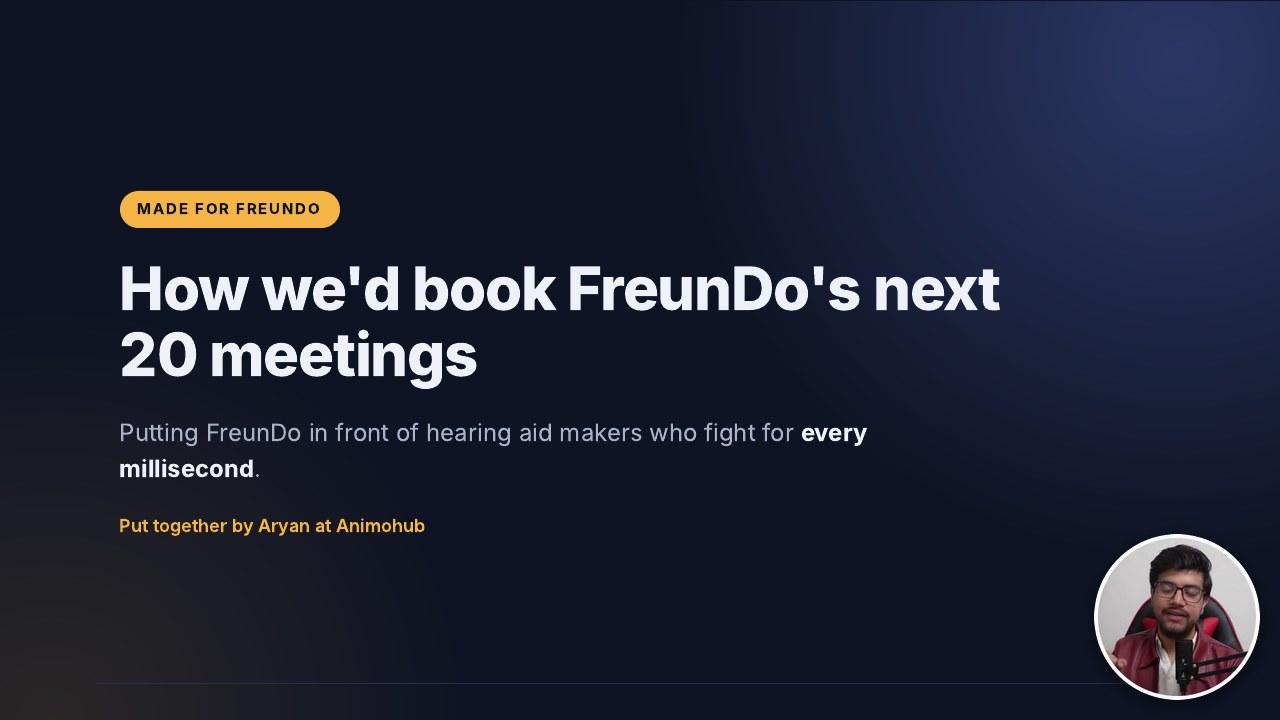 MADE FOR FREUNDO
How we'd book FreunDo's next
20 meetings
Putting FreunDo in front of hearing aid makers who fight for every
millisecond.
Put together by Aryan at Animohub